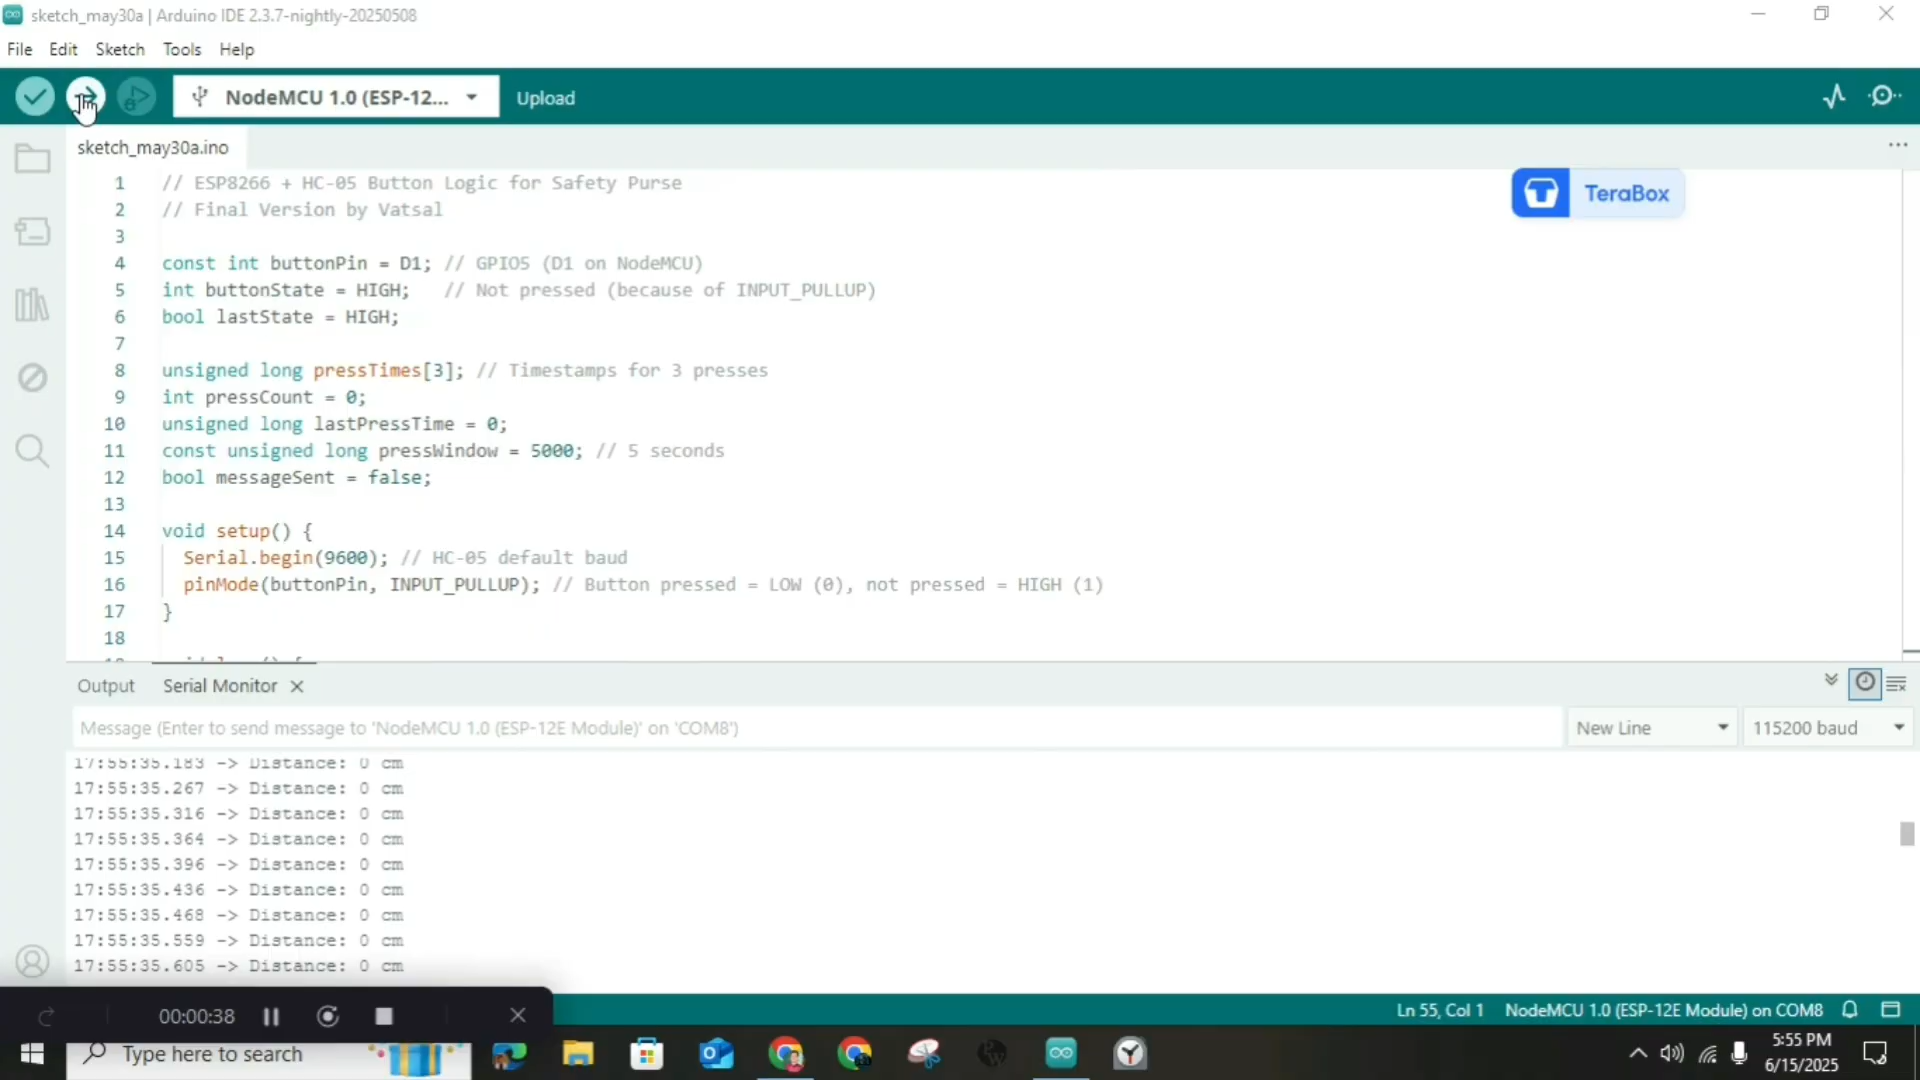 sketch_may30a | Arduino IDE 2.3.7-nightly-20250508
File Edit Sketch Tools Help
NodeMCU 1.0 (ESP-12... Upload
sketch_may30a.ino
TeraBox
1 // ESP8266 + HC-05 Button Logic for Safety Purse
2 // Final Version by Vatsal
3
4 const int buttonPin = D1; // GPIO5 (D1 on NodeMCU)
5 int buttonState = HIGH; // Not pressed (because of INPUT_PULLUP)
6 bool lastState = HIGH;
7
8 unsigned long pressTimes[3]; // Timestamps for 3 presses
9 int pressCount = 0;
10 unsigned long lastPressTime = 0;
11 const unsigned long pressWindow = 5000; // 5 seconds
12 bool messageSent = false;
13
14 void setup() {
15 Serial.begin(9600); // HC-05 default baud
16 pinMode(buttonPin, INPUT_PULLUP); // Button pressed = LOW (0), not pressed = HIGH (1)
17 }
18
Output Serial Monitor
Message (Enter to send message to 'NodeMCU 1.0 (ESP-12E Module)' on 'COM8')
New Line 115200 baud
17:55:35.183 -> Distance: 0 cm
17:55:35.267 -> Distance: 0 cm
17:55:35.316 -> Distance: 0 cm
17:55:35.364 -> Distance: 0 cm
17:55:35.396 -> Distance: 0 cm
17:55:35.436 -> Distance: 0 cm
17:55:35.468 -> Distance: 0 cm
17:55:35.559 -> Distance: 0 cm
17:55:35.605 -> Distance: 0 cm
00:00:38
Ln 55, Col 1 NodeMCU 1.0 (ESP-12E Module) on COM8
Type here to search
5:55 PM
6/15/2025